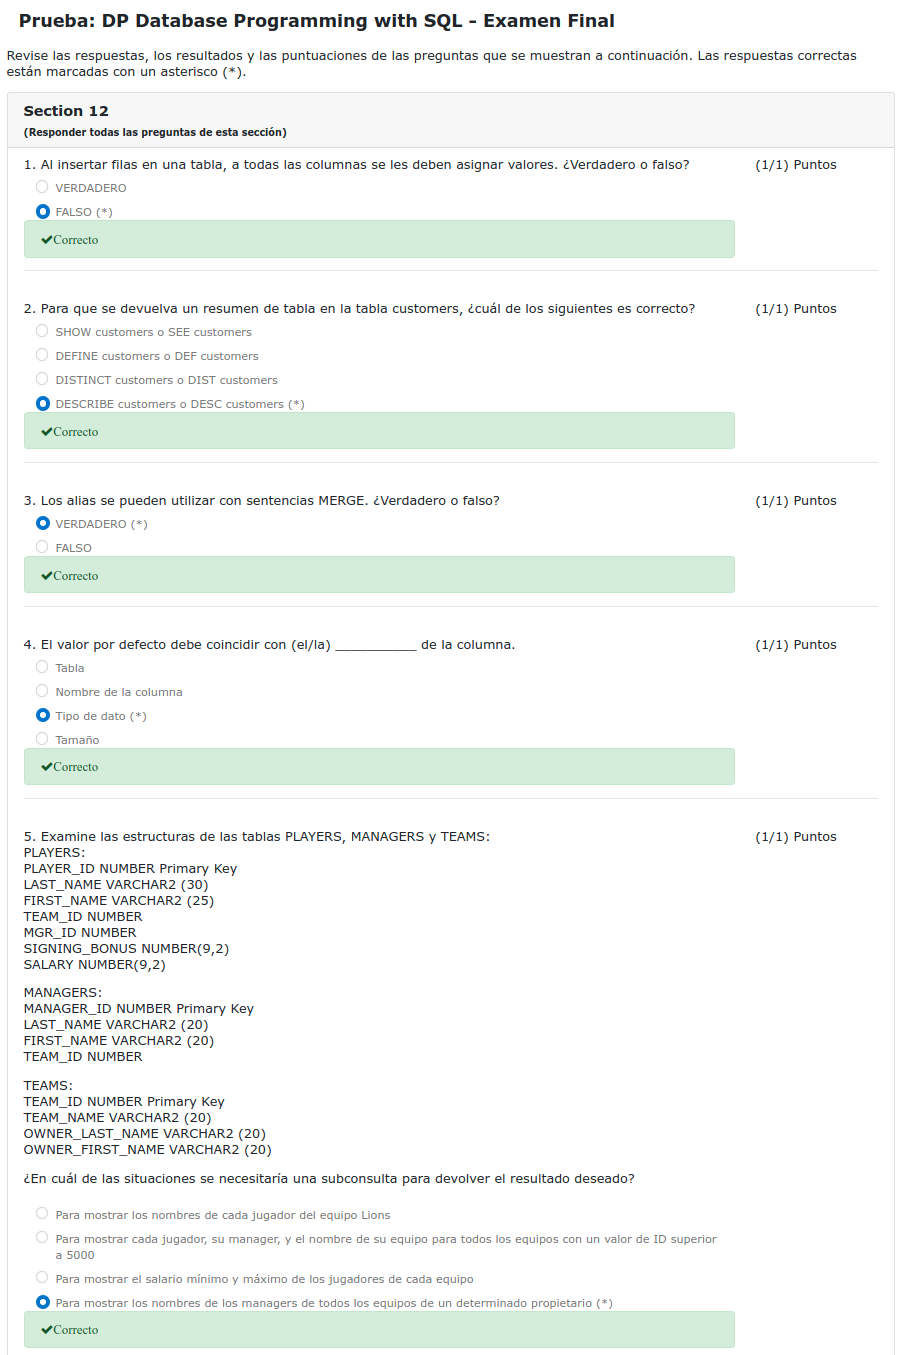 Prueba: DP Database Programming with SQL - Examen Final
Revise las respuestas, los resultados y las puntuaciones de las preguntas que se muestran a continuación. Las respuestas correctas
están marcadas con un asterisco (*).
Section 12
(Responder todas las preguntas de esta sección)
1. Al insertar filas en una tabla, a todas las columnas se les deben asignar valores. ¿Verdadero o falso? (1/1) Puntos
VERDADERO
FALSO (*)
✔Correcto
2. Para que se devuelva un resumen de tabla en la tabla customers, ¿cuál de los siguientes es correcto? (1/1) Puntos
SHOW customers o SEE customers
DEFINE customers o DEF customers
DISTINCT customers o DIST customers
DESCRIBE customers o DESC customers (*)
✔Correcto
3. Los alias se pueden utilizar con sentencias MERGE. ¿Verdadero o falso? (1/1) Puntos
VERDADERO (*)
FALSO
✔Correcto
4. El valor por defecto debe coincidir con (el/la) ____________ de la columna. (1/1) Puntos
Tabla
Nombre de la columna
Tipo de dato (*)
Tamaño
✔Correcto
5. Examine las estructuras de las tablas PLAYERS, MANAGERS y TEAMS: (1/1) Puntos
PLAYERS:
PLAYER_ID NUMBER Primary Key
LAST_NAME VARCHAR2 (30)
FIRST_NAME VARCHAR2 (25)
TEAM_ID NUMBER
MGR_ID NUMBER
SIGNING_BONUS NUMBER(9,2)
SALARY NUMBER(9,2)
MANAGERS:
MANAGER_ID NUMBER Primary Key
LAST_NAME VARCHAR2 (20)
FIRST_NAME VARCHAR2 (20)
TEAM_ID NUMBER
TEAMS:
TEAM_ID NUMBER Primary Key
TEAM_NAME VARCHAR2 (20)
OWNER_LAST_NAME VARCHAR2 (20)
OWNER_FIRST_NAME VARCHAR2 (20)
¿En cuál de las situaciones se necesitaría una subconsulta para devolver el resultado deseado?
Para mostrar los nombres de cada jugador del equipo Lions
Para mostrar cada jugador, su manager, y el nombre de su equipo para todos los equipos con un valor de ID superior
a 5000
Para mostrar el salario mínimo y máximo de los jugadores de cada equipo
Para mostrar los nombres de los managers de todos los equipos de un determinado propietario (*)
✔Correcto